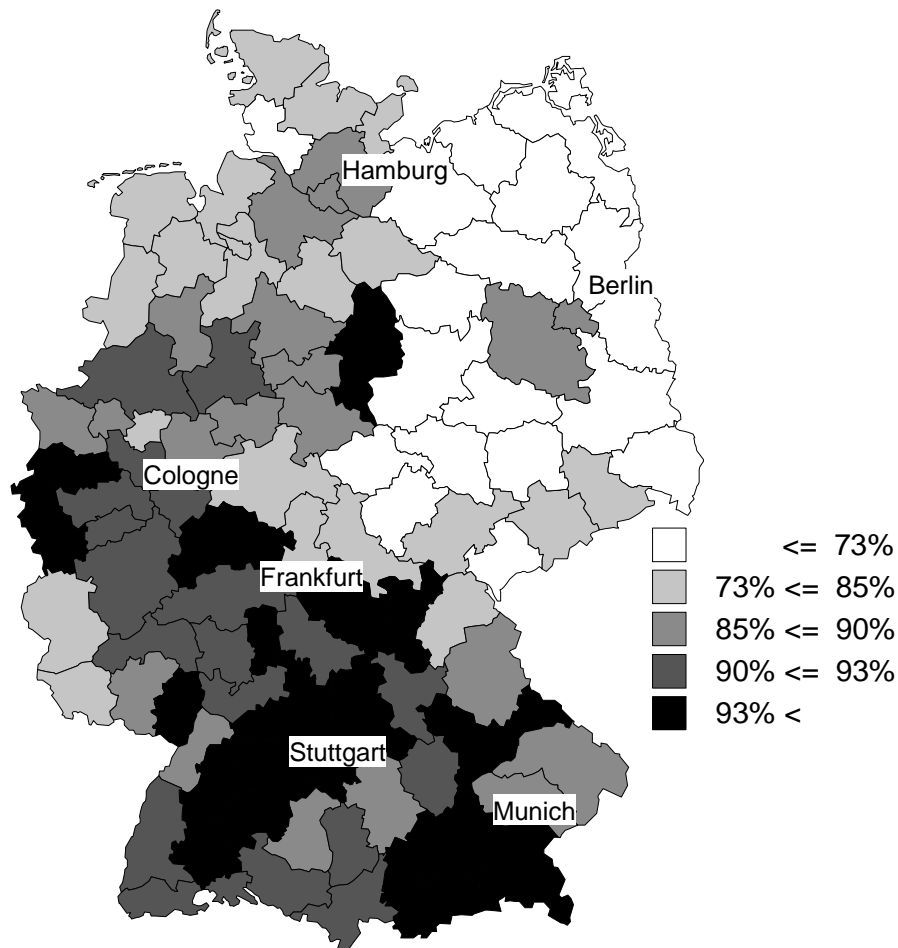 Hamburg
Berlin
Cologne
Frankfurt
Stuttgart
Munich
<= 73%
73% <= 85%
85% <= 90%
90% <= 93%
93% <